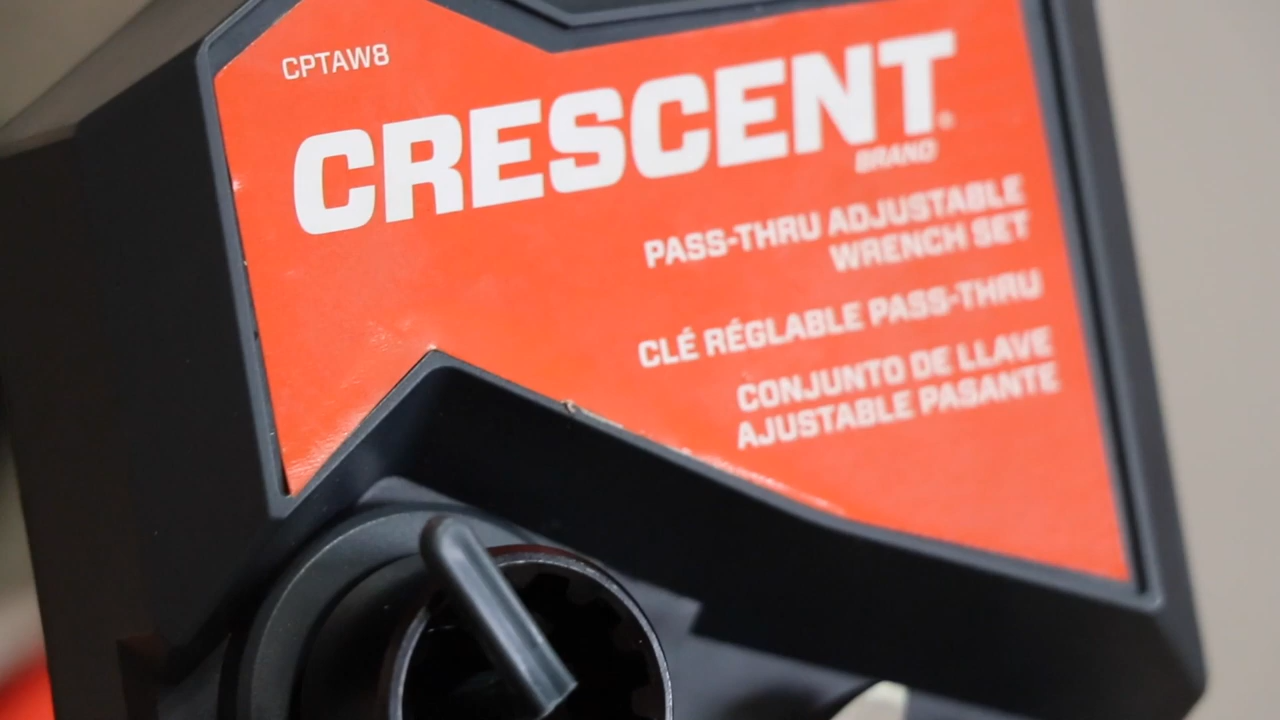 CPTAW8
CRESCENT®
BRAND
PASS-THRU ADJUSTABLE
WRENCH SET
CLÉ RÉGLABLE PASS-THRU
CONJUNTO DE LLAVE
AJUSTABLE PASANTE